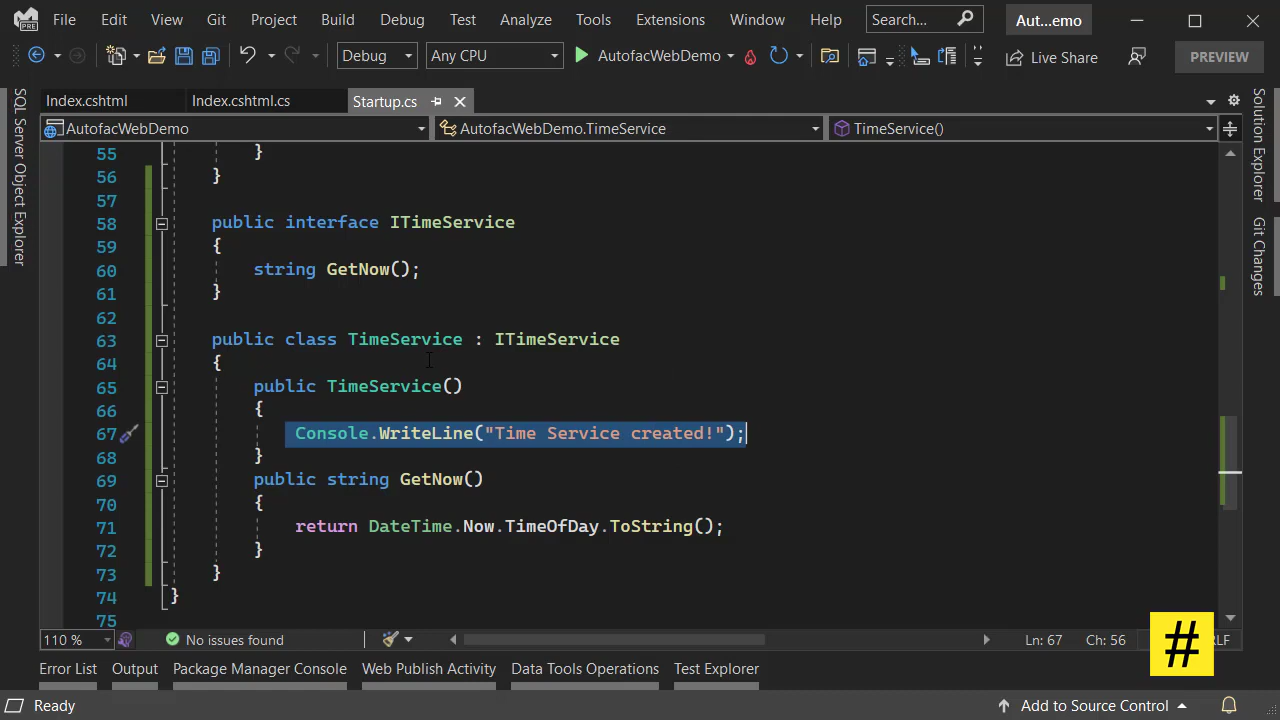 File Edit View Git Project Build Debug Test Analyze Tools Extensions Window Help Search... Aut...emo
Debug Any CPU AutofacWebDemo Live Share PREVIEW
Index.cshtml Index.cshtml.cs Startup.cs
AutofacWebDemo AutofacWebDemo.TimeService TimeService()
SQL Server Object Explorer
55 }
56 }
57
58 public interface ITimeService
59 {
60 string GetNow();
61 }
62
63 public class TimeService : ITimeService
64 {
65 public TimeService()
66 {
67 Console.WriteLine("Time Service created!");
68 }
69 public string GetNow()
70 {
71 return DateTime.Now.TimeOfDay.ToString();
72 }
73 }
74 }
75
Solution Explorer
Git Changes
110 % No issues found Ln: 67 Ch: 56 LF
#
Error List Output Package Manager Console Web Publish Activity Data Tools Operations Test Explorer
Ready Add to Source Control